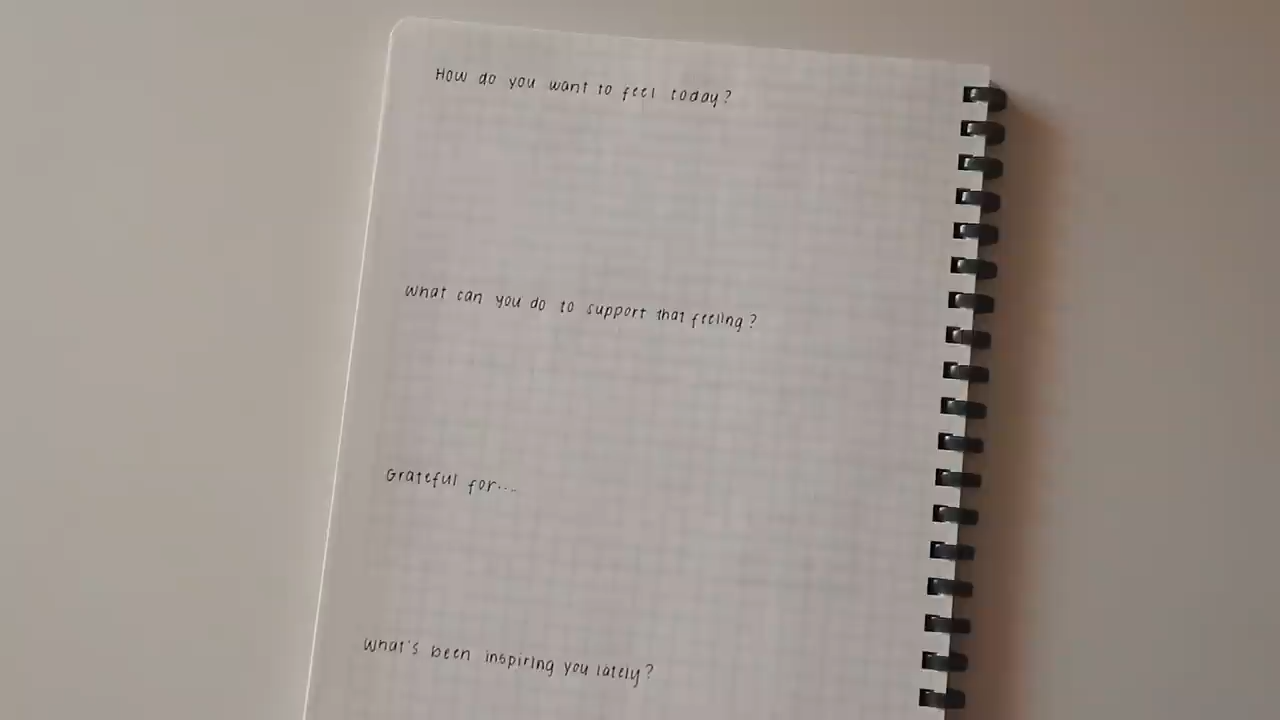 How do you want to feel today?
What can you do to support that feeling?
Grateful for....
What's been inspiring you lately?